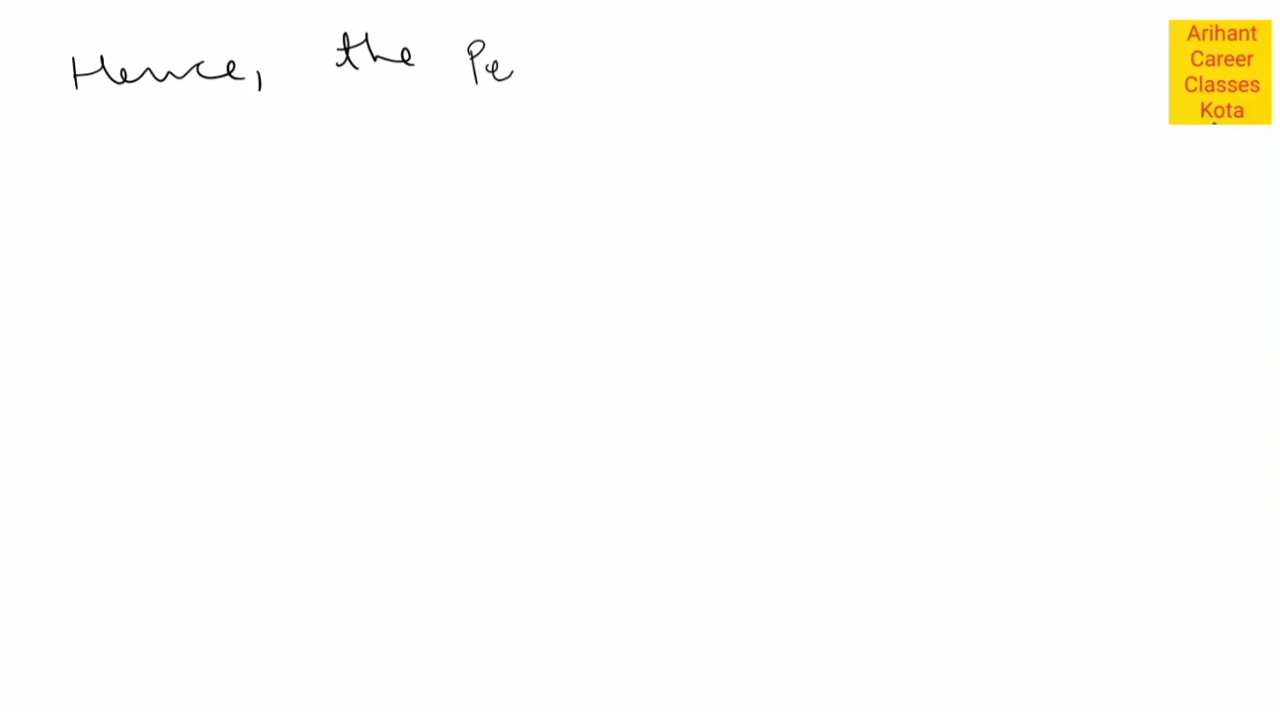 Hence, the Pe
Arihant
Career
Classes
Kota